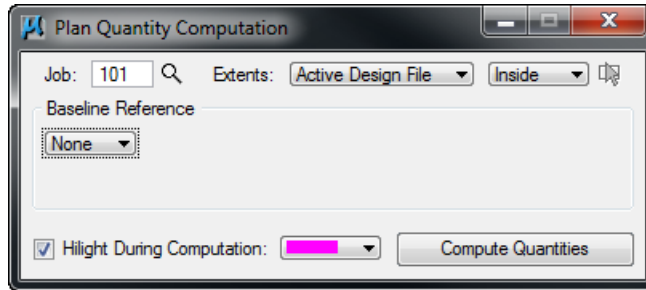 Plan Quantity Computation
Job: 101 Extents: Active Design File Inside
Baseline Reference
None
Hilight During Computation: Compute Quantities